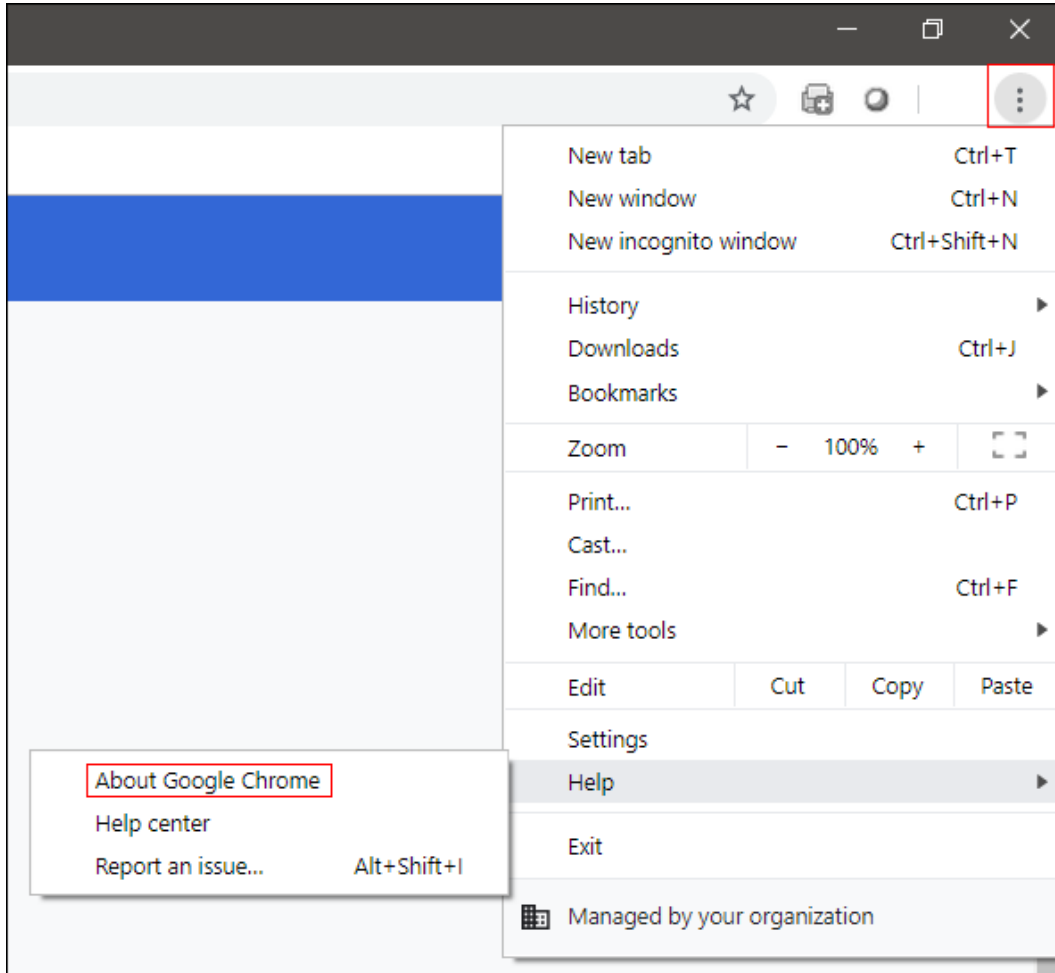 New tab Ctrl+T
New window Ctrl+N
New incognito window Ctrl+Shift+N
History
Downloads Ctrl+J
Bookmarks
Zoom − 100% +
Print... Ctrl+P
Cast...
Find... Ctrl+F
More tools
Edit Cut Copy Paste
Settings
Help
About Google Chrome
Help center
Report an issue... Alt+Shift+I
Exit
Managed by your organization